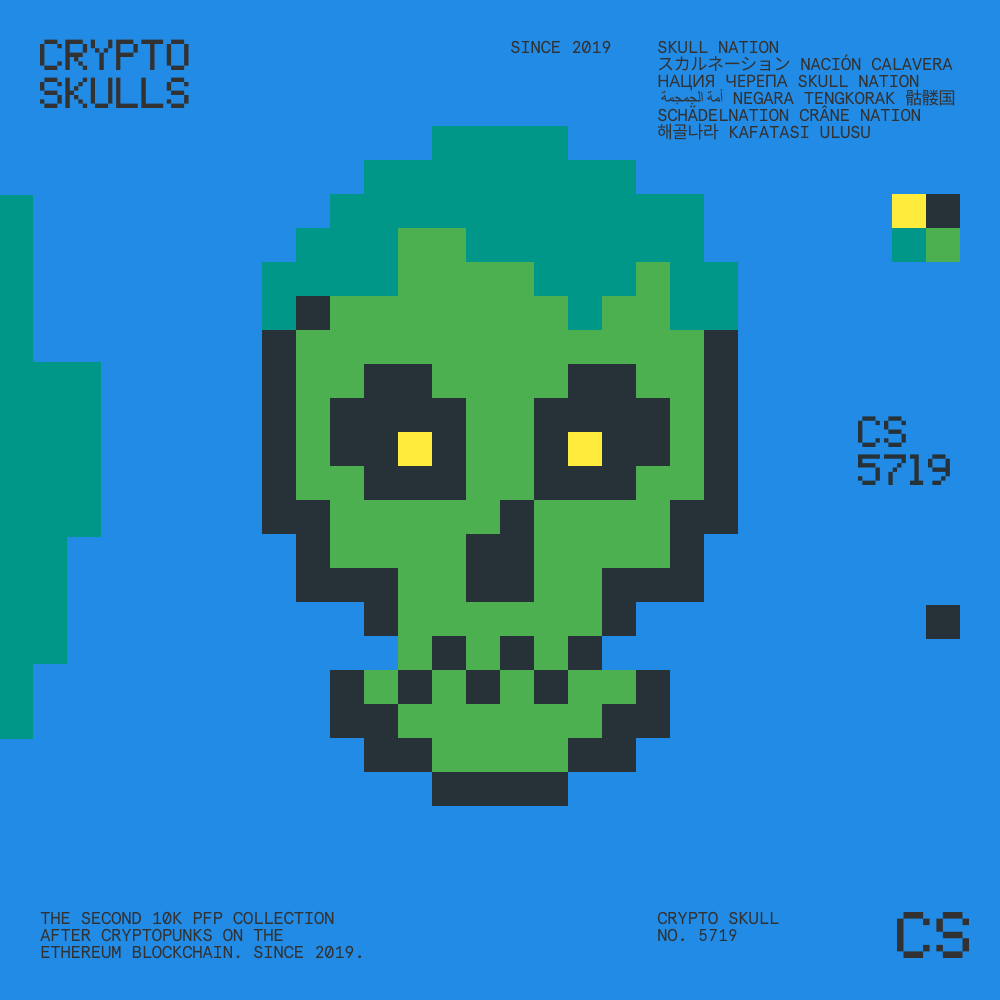 CRYPTO
SKULLS
SINCE 2019
SKULL NATION
スカルネーション NACIÓN CALAVERA
НАЦИЯ ЧЕРЕПА SKULL NATION
أمة الجمجمة NEGARA TENGKORAK 骷髅国
SCHÄDELNATION CRÂNE NATION
해골나라 KAFATASI ULUSU
CS
5719
THE SECOND 10K PFP COLLECTION
AFTER CRYPTOPUNKS ON THE
ETHEREUM BLOCKCHAIN. SINCE 2019.
CRYPTO SKULL
NO. 5719
CS